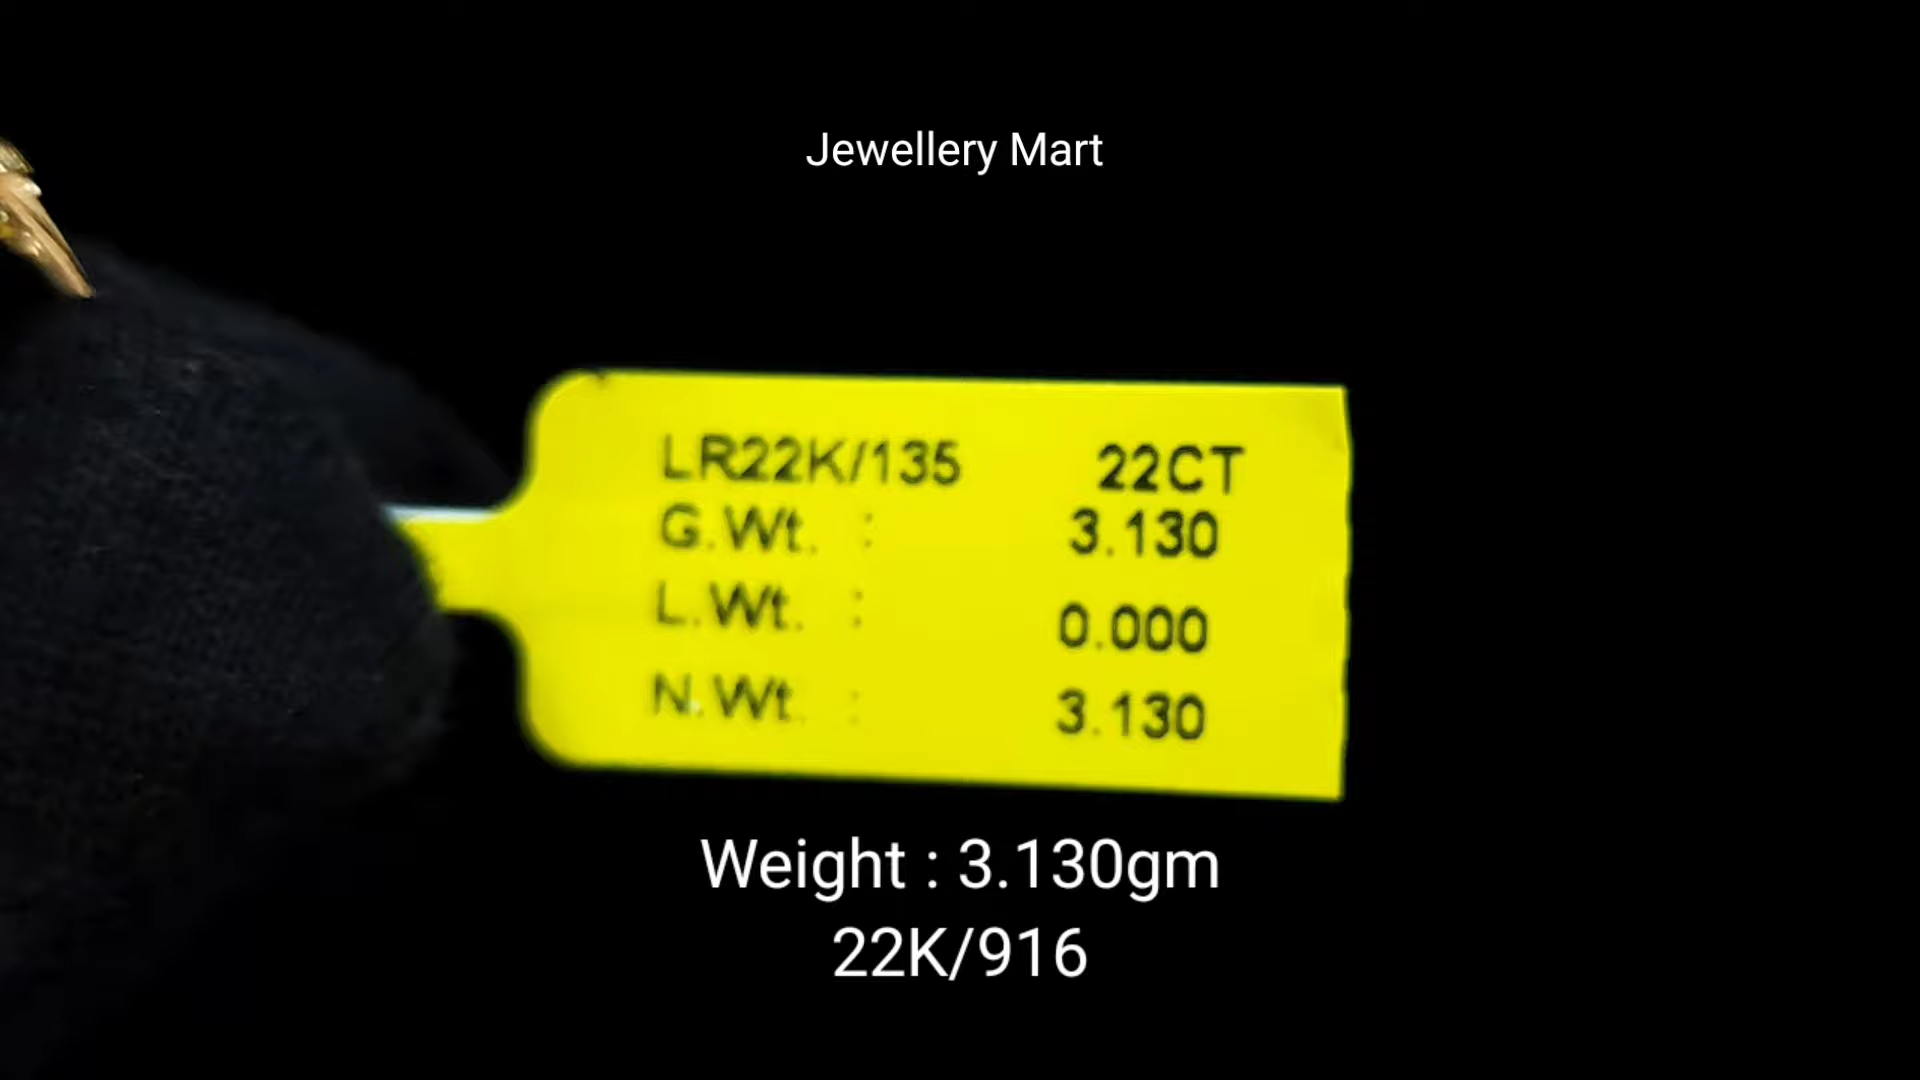 Jewellery Mart
LR22K/135 22CT
G.Wt. : 3.130
L.Wt. : 0.000
N.Wt. : 3.130
Weight : 3.130gm
22K/916